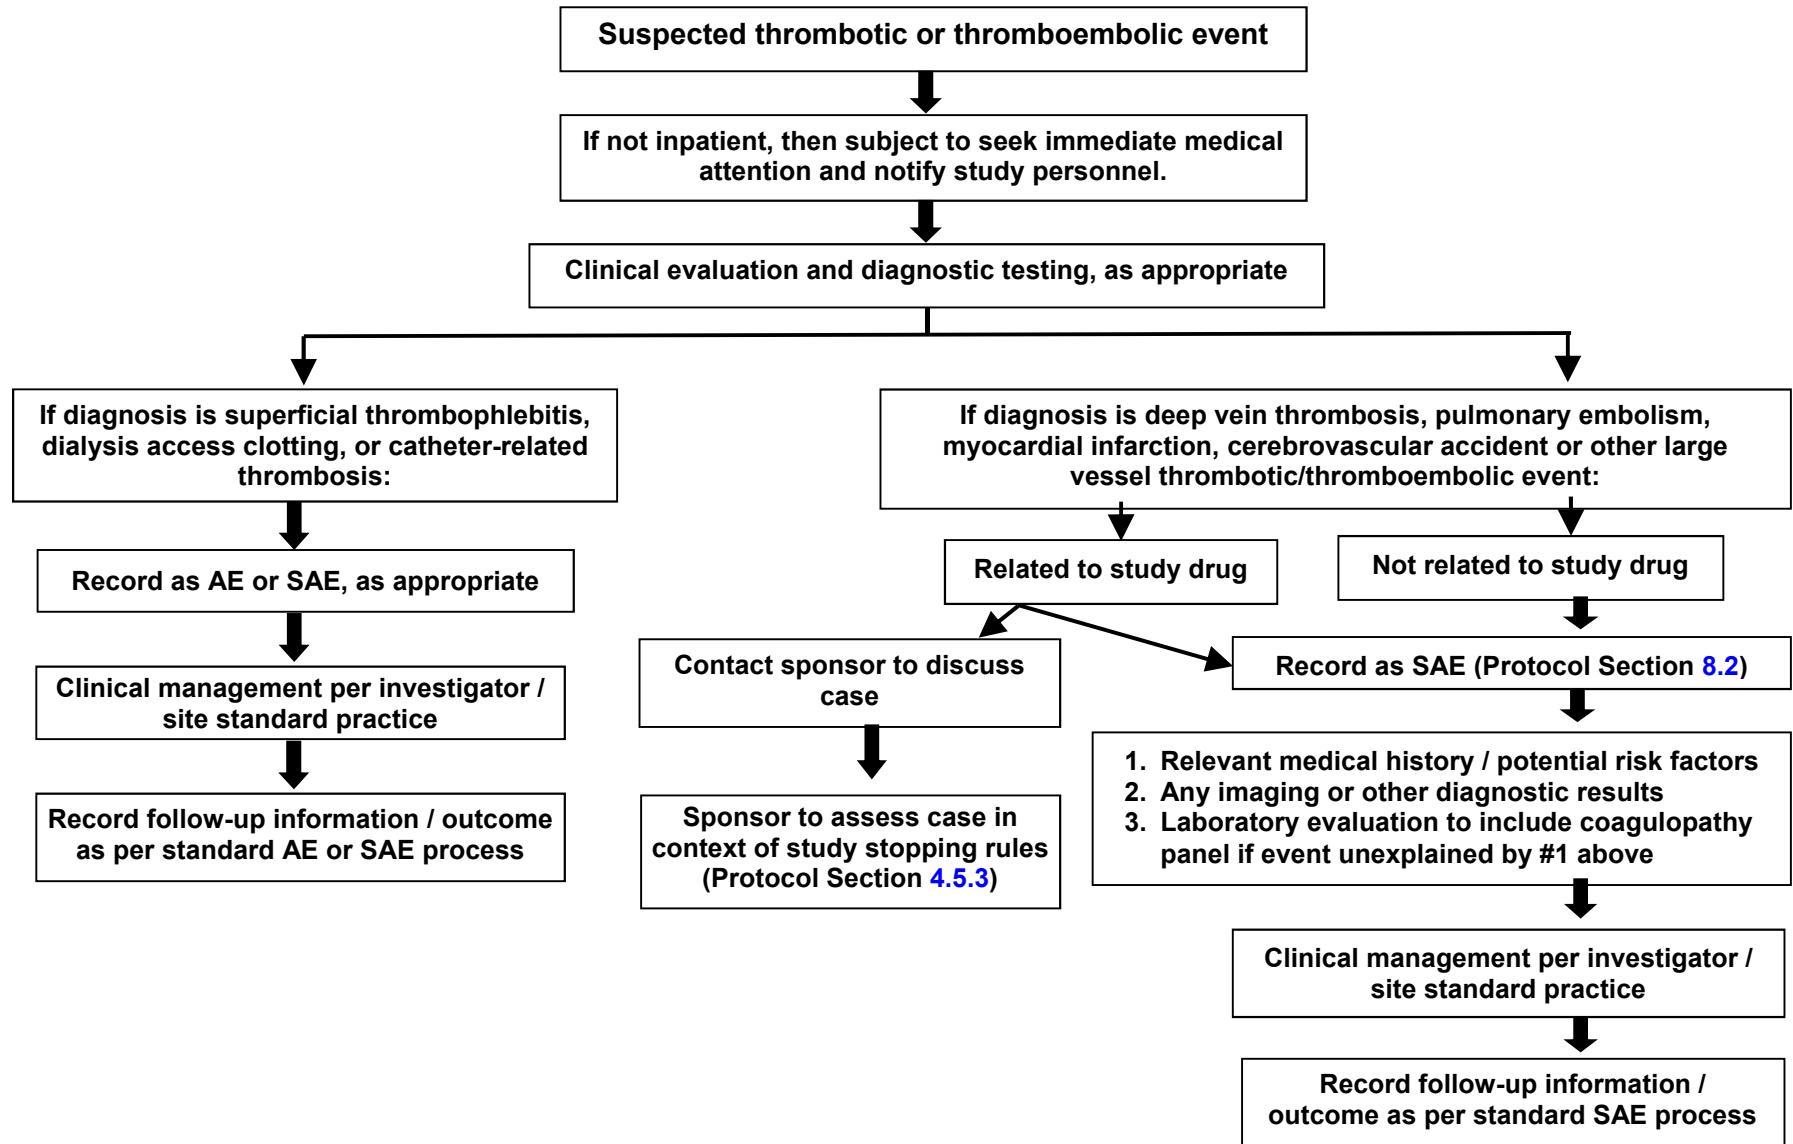 Suspected thrombotic or thromboembolic event
If not inpatient, then subject to seek immediate medical
attention and notify study personnel.
Clinical evaluation and diagnostic testing, as appropriate
If diagnosis is superficial thrombophlebitis,
dialysis access clotting, or catheter-related
thrombosis:
Record as AE or SAE, as appropriate
Clinical management per investigator /
site standard practice
Record follow-up information / outcome
as per standard AE or SAE process
If diagnosis is deep vein thrombosis, pulmonary embolism,
myocardial infarction, cerebrovascular accident or other large
vessel thrombotic/thromboembolic event:
Related to study drug
Not related to study drug
Contact sponsor to discuss
case
Sponsor to assess case in
context of study stopping rules
(Protocol Section 4.5.3)
Record as SAE (Protocol Section 8.2)
1. Relevant medical history / potential risk factors
2. Any imaging or other diagnostic results
3. Laboratory evaluation to include coagulopathy
panel if event unexplained by #1 above
Clinical management per investigator /
site standard practice
Record follow-up information /
outcome as per standard SAE process